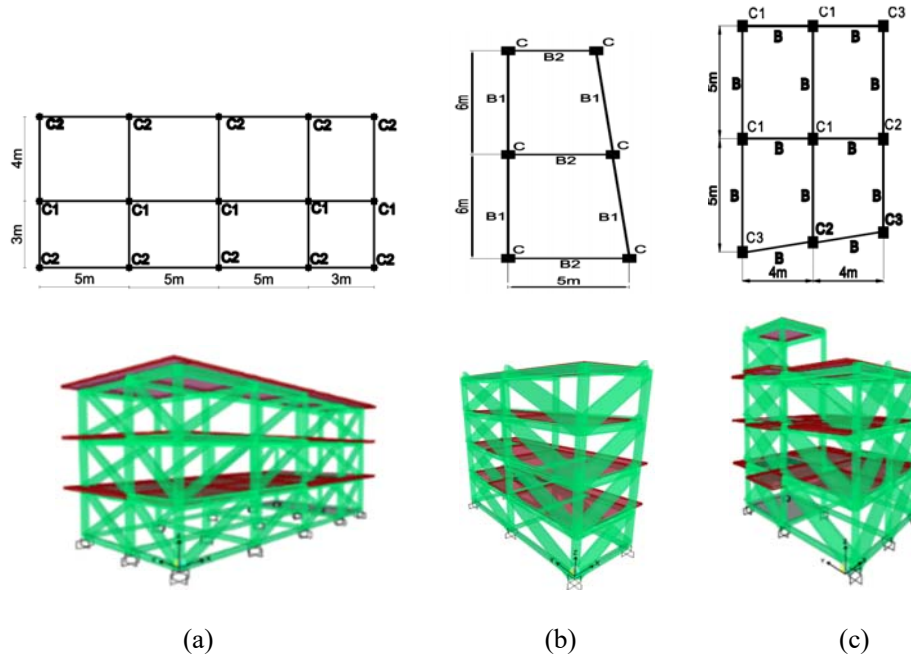 C2 C2 C2 C2 C2
4m
C1 C1 C1 C1 C1
3m
C2 C2 C2 C2 C2
5m 5m 5m 3m
C C
B2
6m B1 B1
C C
B2
6m B1 B1
C C
B2
5m
C1 C1 C3
B B
5m B B B
C1 C1 C2
B B
5m B B B
C3 C2 C3
B B
4m 4m
(a) (b) (c)